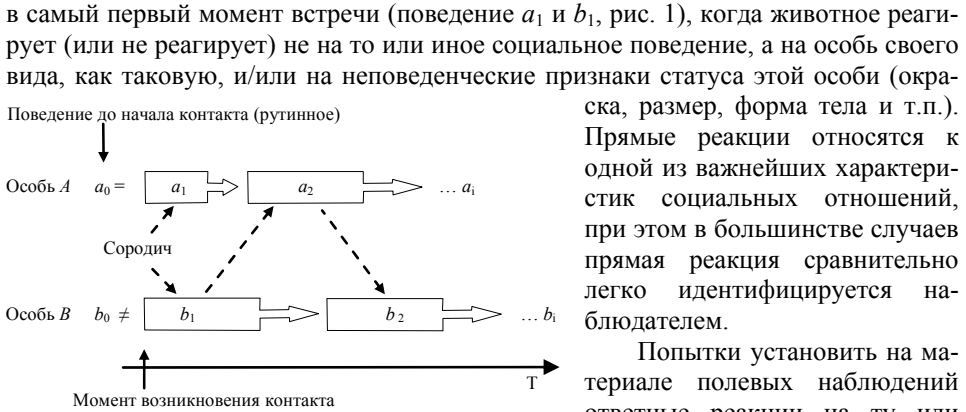 в самый первый момент встречи (поведение a1 и b1, рис. 1), когда животное реаги-
рует (или не реагирует) не на то или иное социальное поведение, а на особь своего
вида, как таковую, и/или на неповеденческие признаки статуса этой особи (окра-
ска, размер, форма тела и т.п.).
Прямые реакции относятся к
одной из важнейших характери-
стик социальных отношений,
при этом в большинстве случаев
прямая реакция сравнительно
легко идентифицируется на-
блюдателем.
Попытки установить на ма-
териале полевых наблюдений
ответные реакции на ту или
Поведение до начала контакта (рутинное)
Особь A a0 = a1 a2 … ai
Сородич
Особь B b0 ≠ b1 b 2 … bi
T
Момент возникновения контакта